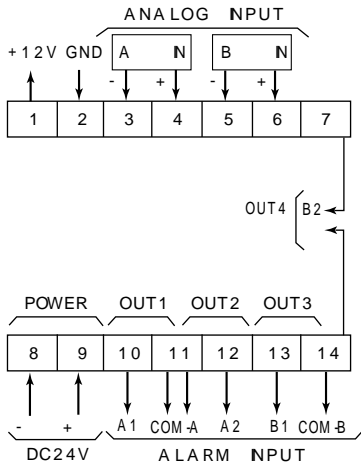 ANALOG INPUT
+12V GND A IN B IN
- + - +
1 2 3 4 5 6 7
OUT4 B2
POWER OUT1 OUT2 OUT3
8 9 10 11 12 13 14
- + A1 COM-A A2 B1 COM-B
DC24V ALARM INPUT